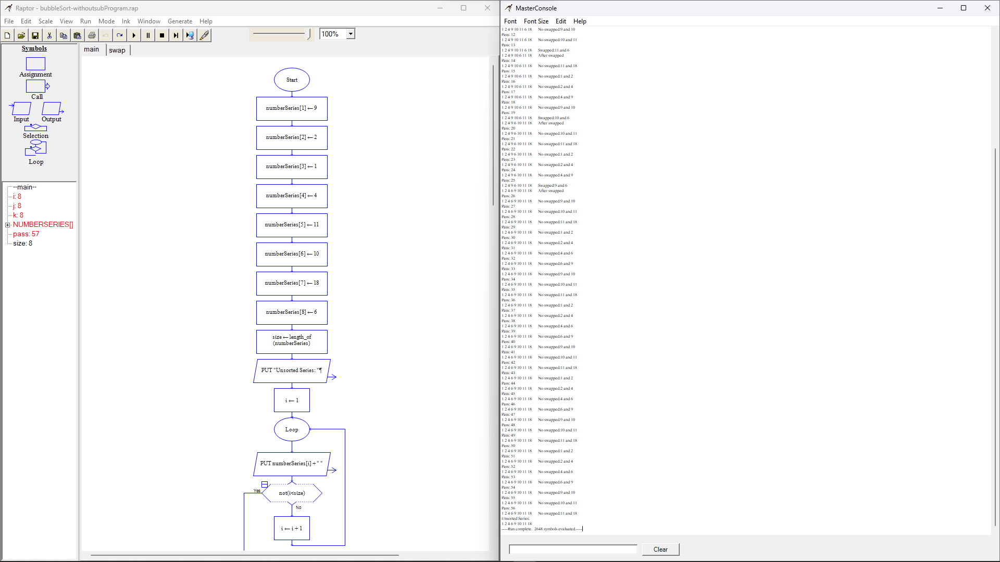 Raptor - bubbleSort-withoutsubProgram.rap
File Edit Scale View Run Mode Ink Window Generate Help
100%
Symbols
Assignment
Call
Input Output
Selection
Loop
--main--
i: 8
j: 8
k: 8
NUMBERSERIES[]
pass: 57
size: 8
main swap
Start
numberSeries[1] ← 9
numberSeries[2] ← 2
numberSeries[3] ← 1
numberSeries[4] ← 4
numberSeries[5] ← 11
numberSeries[6] ← 10
numberSeries[7] ← 18
numberSeries[8] ← 6
size ← length_of
(numberSeries)
PUT "Unsorted Series: "¶
i ← 1
Loop
PUT numberSeries[i]+" "
Yes
not(i<size)
No
i ← i + 1
MasterConsole
Font Font Size Edit Help
1 2 4 9 10 11 6 18 No swapped:9 and 10
Pass: 12
1 2 4 9 10 11 6 18 No swapped:10 and 11
Pass: 13
1 2 4 9 10 11 6 18 Swapped:11 and 6
1 2 4 9 10 6 11 18 After swapped
Pass: 14
1 2 4 9 10 6 11 18 No swapped:11 and 18
Pass: 15
1 2 4 9 10 6 11 18 No swapped:1 and 2
Pass: 16
1 2 4 9 10 6 11 18 No swapped:2 and 4
Pass: 17
1 2 4 9 10 6 11 18 No swapped:4 and 9
Pass: 18
1 2 4 9 10 6 11 18 No swapped:9 and 10
Pass: 19
1 2 4 9 10 6 11 18 Swapped:10 and 6
1 2 4 9 6 10 11 18 After swapped
Pass: 20
1 2 4 9 6 10 11 18 No swapped:10 and 11
Pass: 21
1 2 4 9 6 10 11 18 No swapped:11 and 18
Pass: 22
1 2 4 9 6 10 11 18 No swapped:1 and 2
Pass: 23
1 2 4 9 6 10 11 18 No swapped:2 and 4
Pass: 24
1 2 4 9 6 10 11 18 No swapped:4 and 9
Pass: 25
1 2 4 9 6 10 11 18 Swapped:9 and 6
1 2 4 6 9 10 11 18 After swapped
Pass: 26
1 2 4 6 9 10 11 18 No swapped:9 and 10
Pass: 27
1 2 4 6 9 10 11 18 No swapped:10 and 11
Pass: 28
1 2 4 6 9 10 11 18 No swapped:11 and 18
Pass: 29
1 2 4 6 9 10 11 18 No swapped:1 and 2
Pass: 30
1 2 4 6 9 10 11 18 No swapped:2 and 4
Pass: 31
1 2 4 6 9 10 11 18 No swapped:4 and 6
Pass: 32
1 2 4 6 9 10 11 18 No swapped:6 and 9
Pass: 33
1 2 4 6 9 10 11 18 No swapped:9 and 10
Pass: 34
1 2 4 6 9 10 11 18 No swapped:10 and 11
Pass: 35
1 2 4 6 9 10 11 18 No swapped:11 and 18
Pass: 36
1 2 4 6 9 10 11 18 No swapped:1 and 2
Pass: 37
1 2 4 6 9 10 11 18 No swapped:2 and 4
Pass: 38
1 2 4 6 9 10 11 18 No swapped:4 and 6
Pass: 39
1 2 4 6 9 10 11 18 No swapped:6 and 9
Pass: 40
1 2 4 6 9 10 11 18 No swapped:9 and 10
Pass: 41
1 2 4 6 9 10 11 18 No swapped:10 and 11
Pass: 42
1 2 4 6 9 10 11 18 No swapped:11 and 18
Pass: 43
1 2 4 6 9 10 11 18 No swapped:1 and 2
Pass: 44
1 2 4 6 9 10 11 18 No swapped:2 and 4
Pass: 45
1 2 4 6 9 10 11 18 No swapped:4 and 6
Pass: 46
1 2 4 6 9 10 11 18 No swapped:6 and 9
Pass: 47
1 2 4 6 9 10 11 18 No swapped:9 and 10
Pass: 48
1 2 4 6 9 10 11 18 No swapped:10 and 11
Pass: 49
1 2 4 6 9 10 11 18 No swapped:11 and 18
Pass: 50
1 2 4 6 9 10 11 18 No swapped:1 and 2
Pass: 51
1 2 4 6 9 10 11 18 No swapped:2 and 4
Pass: 52
1 2 4 6 9 10 11 18 No swapped:4 and 6
Pass: 53
1 2 4 6 9 10 11 18 No swapped:6 and 9
Pass: 54
1 2 4 6 9 10 11 18 No swapped:9 and 10
Pass: 55
1 2 4 6 9 10 11 18 No swapped:10 and 11
Pass: 56
1 2 4 6 9 10 11 18 No swapped:11 and 18
Unsorted Series:
1 2 4 6 9 10 11 18
----Run complete. 2648 symbols evaluated.----
Clear